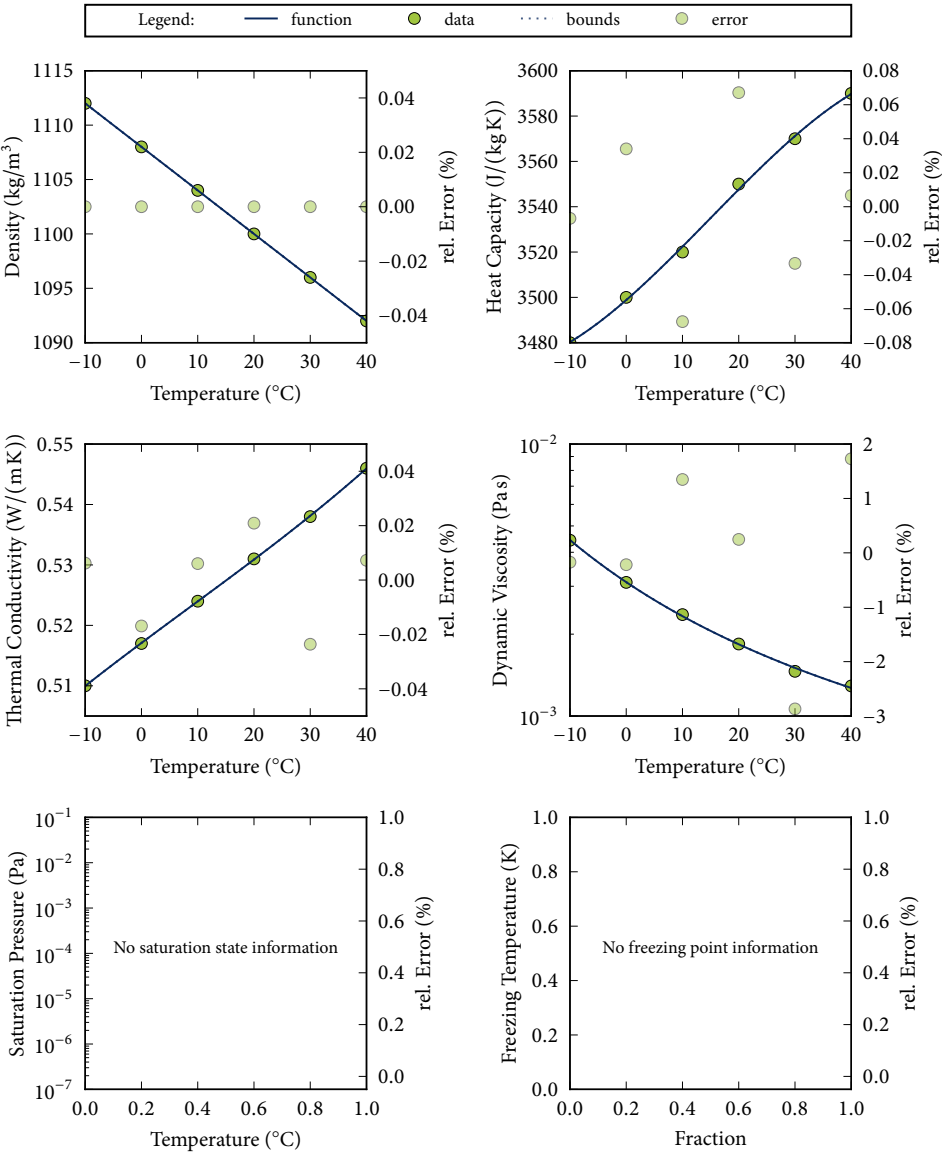 Legend: function data bounds error
1115
1110
1105
1100
1095
1090
Density (kg/m³)
0.04
0.02
0.00
−0.02
−0.04
rel. Error (%)
−10 0 10 20 30 40
Temperature (°C)
3600
3580
3560
3540
3520
3500
3480
Heat Capacity (J/(kg K))
0.08
0.06
0.04
0.02
0.00
−0.02
−0.04
−0.06
−0.08
rel. Error (%)
−10 0 10 20 30 40
Temperature (°C)
0.55
0.54
0.53
0.52
0.51
Thermal Conductivity (W/(m K))
0.04
0.02
0.00
−0.02
−0.04
rel. Error (%)
−10 0 10 20 30 40
Temperature (°C)
10⁻²
10⁻³
Dynamic Viscosity (Pa s)
2
1
0
−1
−2
−3
rel. Error (%)
−10 0 10 20 30 40
Temperature (°C)
10⁻¹
10⁻²
10⁻³
10⁻⁴
10⁻⁵
10⁻⁶
10⁻⁷
Saturation Pressure (Pa)
No saturation state information
1.0
0.8
0.6
0.4
0.2
0.0
rel. Error (%)
0.0 0.2 0.4 0.6 0.8 1.0
Temperature (°C)
1.0
0.8
0.6
0.4
0.2
0.0
Freezing Temperature (K)
No freezing point information
1.0
0.8
0.6
0.4
0.2
0.0
rel. Error (%)
0.0 0.2 0.4 0.6 0.8 1.0
Fraction